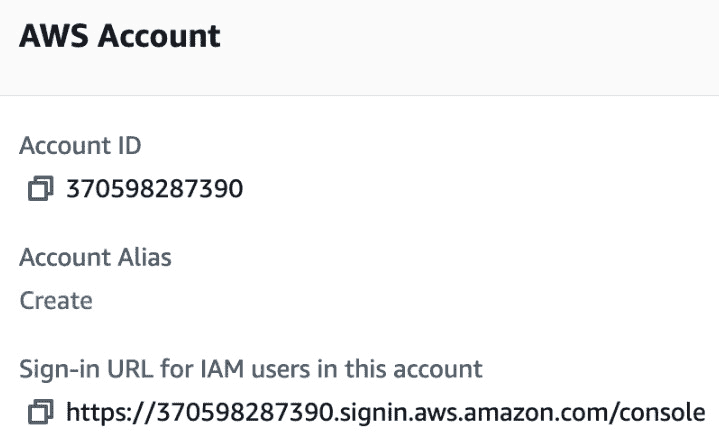 AWS Account
Account ID
370598287390
Account Alias
Create
Sign-in URL for IAM users in this account
https://370598287390.signin.aws.amazon.com/console